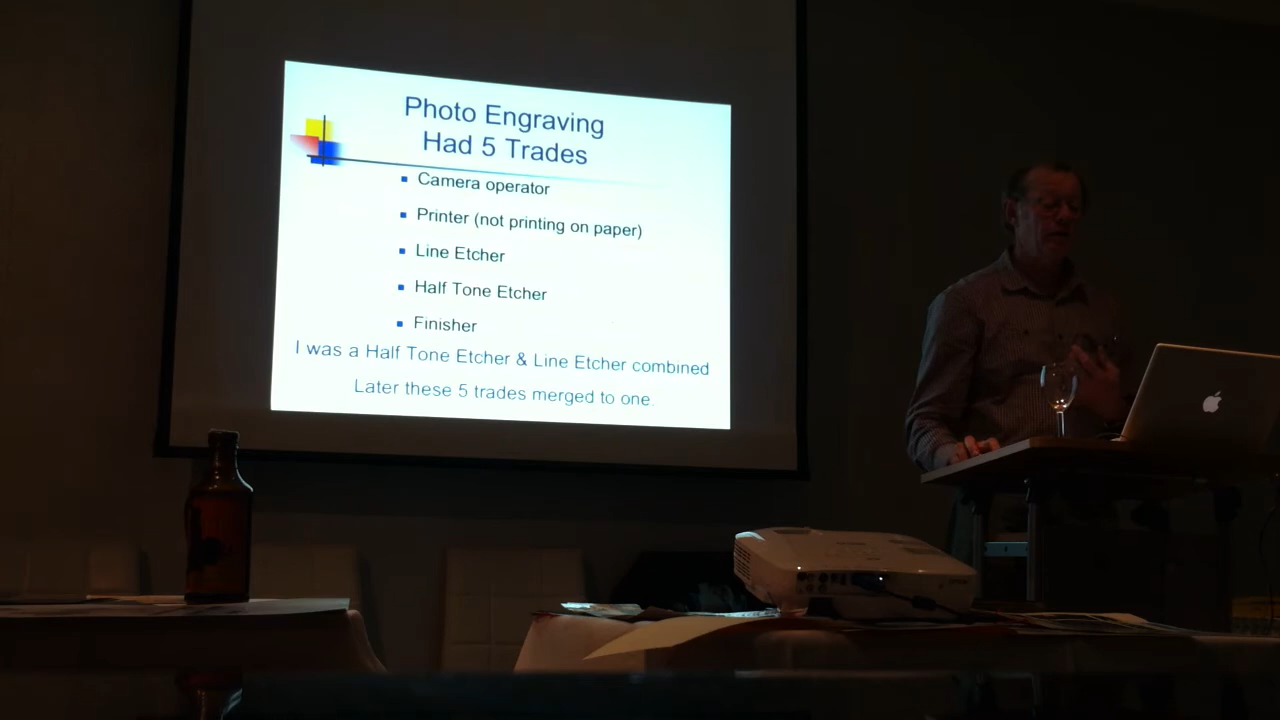 Photo Engraving
Had 5 Trades
Camera operator
Printer (not printing on paper)
Line Etcher
Half Tone Etcher
Finisher
I was a Half Tone Etcher & Line Etcher combined
Later these 5 trades merged to one.